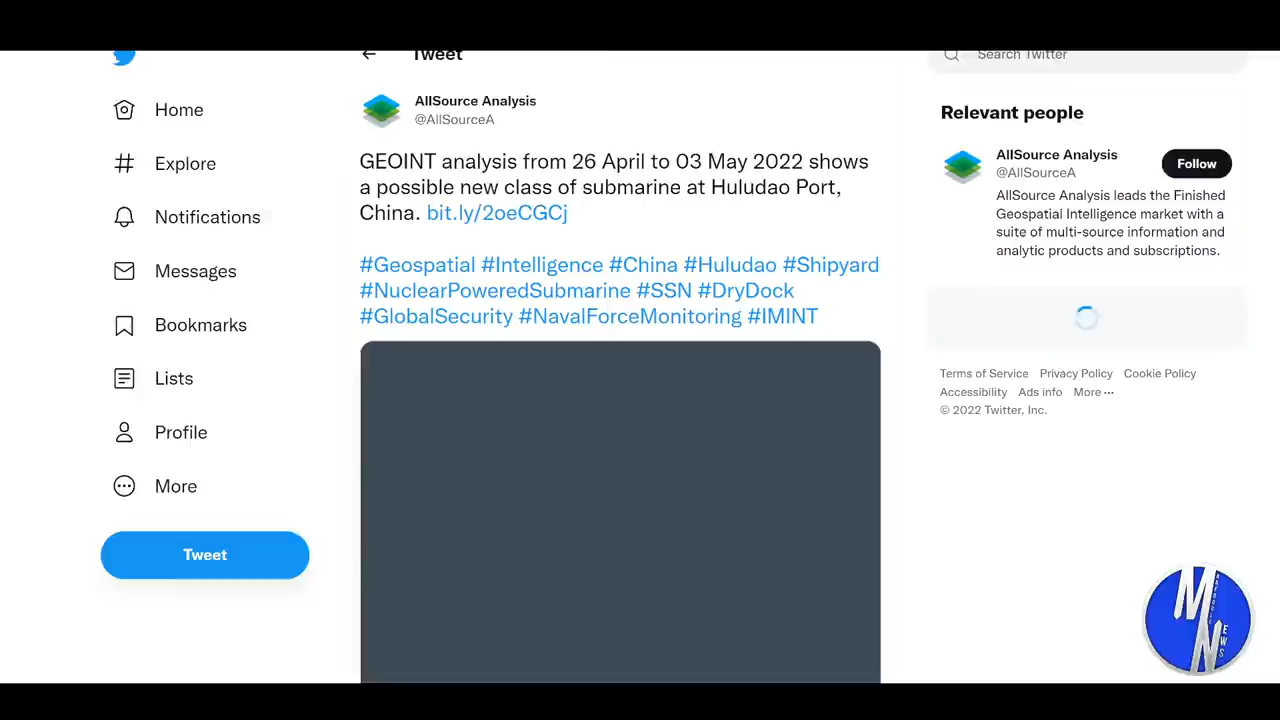 Home
Explore
Notifications
Messages
Bookmarks
Lists
Profile
More
Tweet
Tweet
AllSource Analysis
@AllSourceA
GEOINT analysis from 26 April to 03 May 2022 shows
a possible new class of submarine at Huludao Port,
China. bit.ly/2oeCGCj
#Geospatial #Intelligence #China #Huludao #Shipyard
#NuclearPoweredSubmarine #SSN #DryDock
#GlobalSecurity #NavalForceMonitoring #IMINT
Search Twitter
Relevant people
AllSource Analysis
@AllSourceA
Follow
AllSource Analysis leads the Finished
Geospatial Intelligence market with a
suite of multi-source information and
analytic products and subscriptions.
Terms of Service Privacy Policy Cookie Policy
Accessibility Ads info More ···
© 2022 Twitter, Inc.
M
NEWS